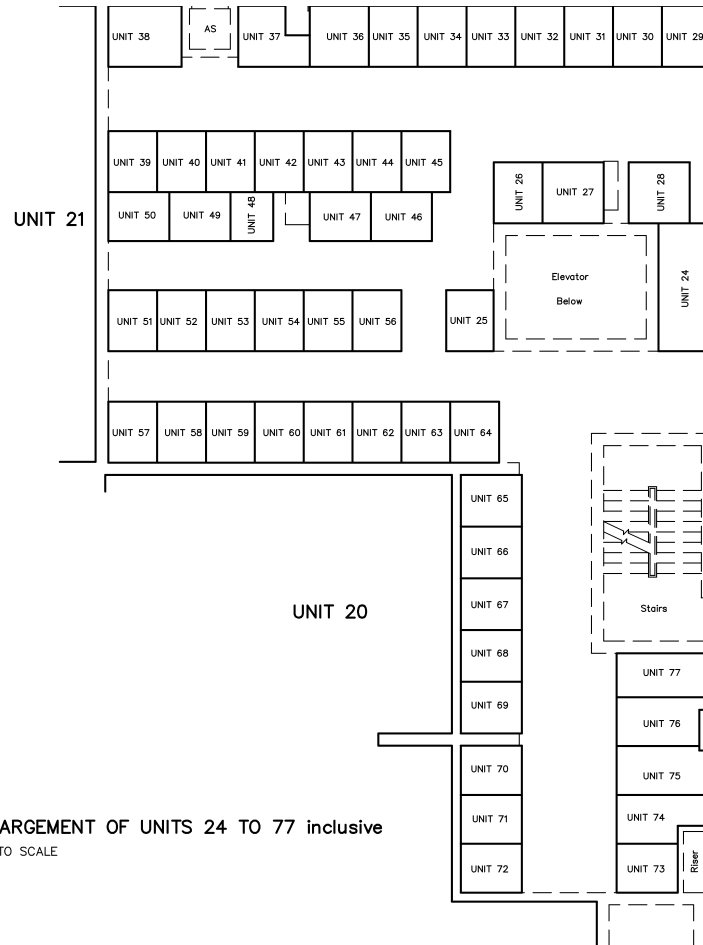 UNIT 38
AS
UNIT 37
UNIT 36
UNIT 35
UNIT 34
UNIT 33
UNIT 32
UNIT 31
UNIT 30
UNIT 29
UNIT 39
UNIT 40
UNIT 41
UNIT 42
UNIT 43
UNIT 44
UNIT 45
UNIT 26
UNIT 27
UNIT 28
UNIT 21
UNIT 50
UNIT 49
UNIT 48
UNIT 47
UNIT 46
Elevator
Below
UNIT 24
UNIT 51
UNIT 52
UNIT 53
UNIT 54
UNIT 55
UNIT 56
UNIT 25
UNIT 57
UNIT 58
UNIT 59
UNIT 60
UNIT 61
UNIT 62
UNIT 63
UNIT 64
UNIT 65
UNIT 66
UNIT 67
UNIT 20
Stairs
UNIT 68
UNIT 77
UNIT 69
UNIT 76
UNIT 70
UNIT 75
UNIT 71
UNIT 74
ARGEMENT OF UNITS 24 TO 77 inclusive
TO SCALE
UNIT 72
UNIT 73
Riser